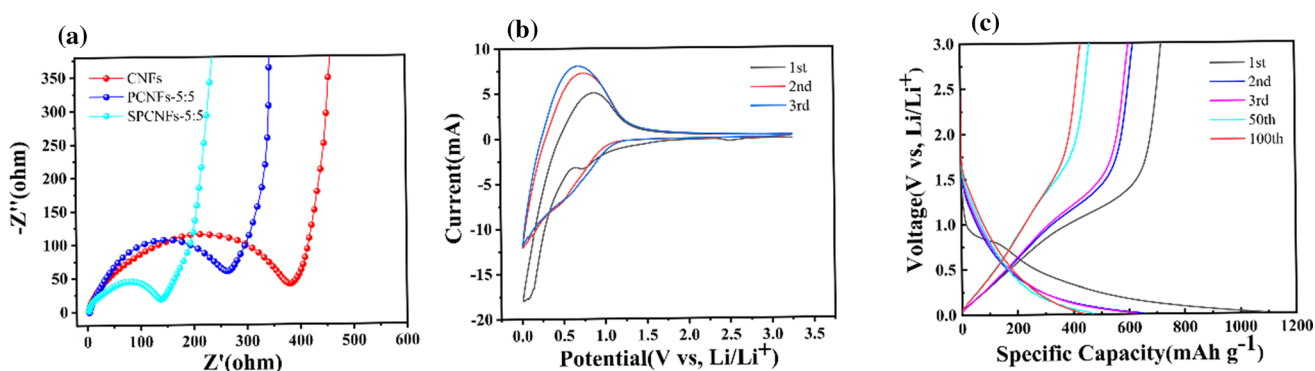 (a)
CNFs
PCNFs-5:5
SPCNFs-5:5
350
300
250
200
150
100
50
0
-Z''(ohm)
0 100 200 300 400 500 600
Z'(ohm)
(b)
1st
2nd
3rd
10
5
0
-5
-10
-15
-20
Current(mA)
0.0 0.5 1.0 1.5 2.0 2.5 3.0 3.5
Potential(V vs, Li/Li⁺)
(c)
1st
2nd
3rd
50th
100th
3.0
2.5
2.0
1.5
1.0
0.5
0.0
Voltage(V vs, Li/Li⁺)
0 200 400 600 800 1000 1200
Specific Capacity(mAh g⁻¹)